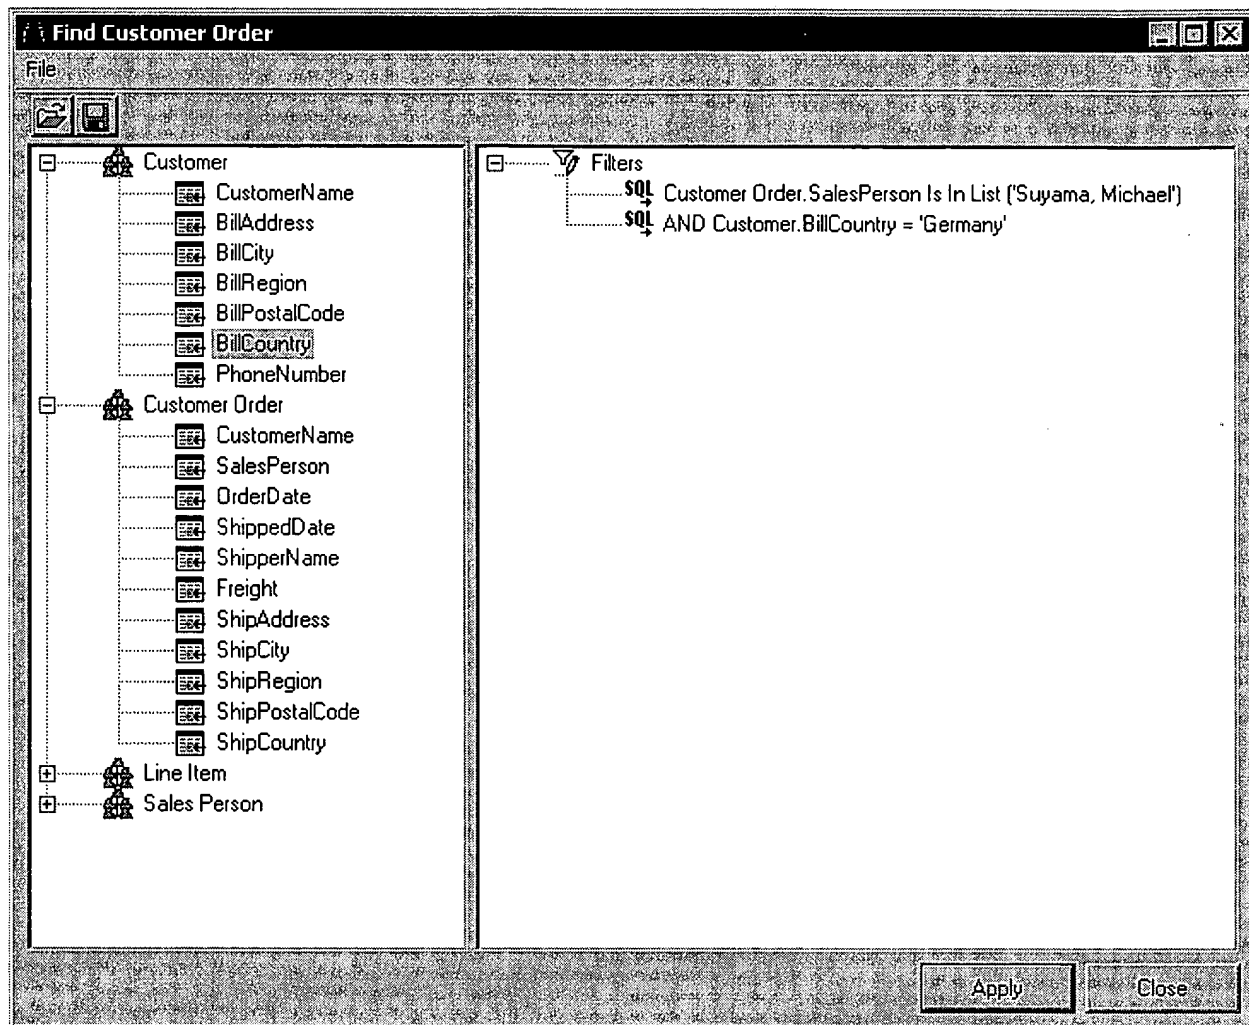 Find Customer Order
File
Customer
CustomerName
BillAddress
BillCity
BillRegion
BillPostalCode
BillCountry
PhoneNumber
Customer Order
CustomerName
SalesPerson
OrderDate
ShippedDate
ShipperName
Freight
ShipAddress
ShipCity
ShipRegion
ShipPostalCode
ShipCountry
Line Item
Sales Person
Filters
SQL Customer Order.SalesPerson Is In List ('Suyama, Michael')
SQL AND Customer.BillCountry = 'Germany'
Apply
Close